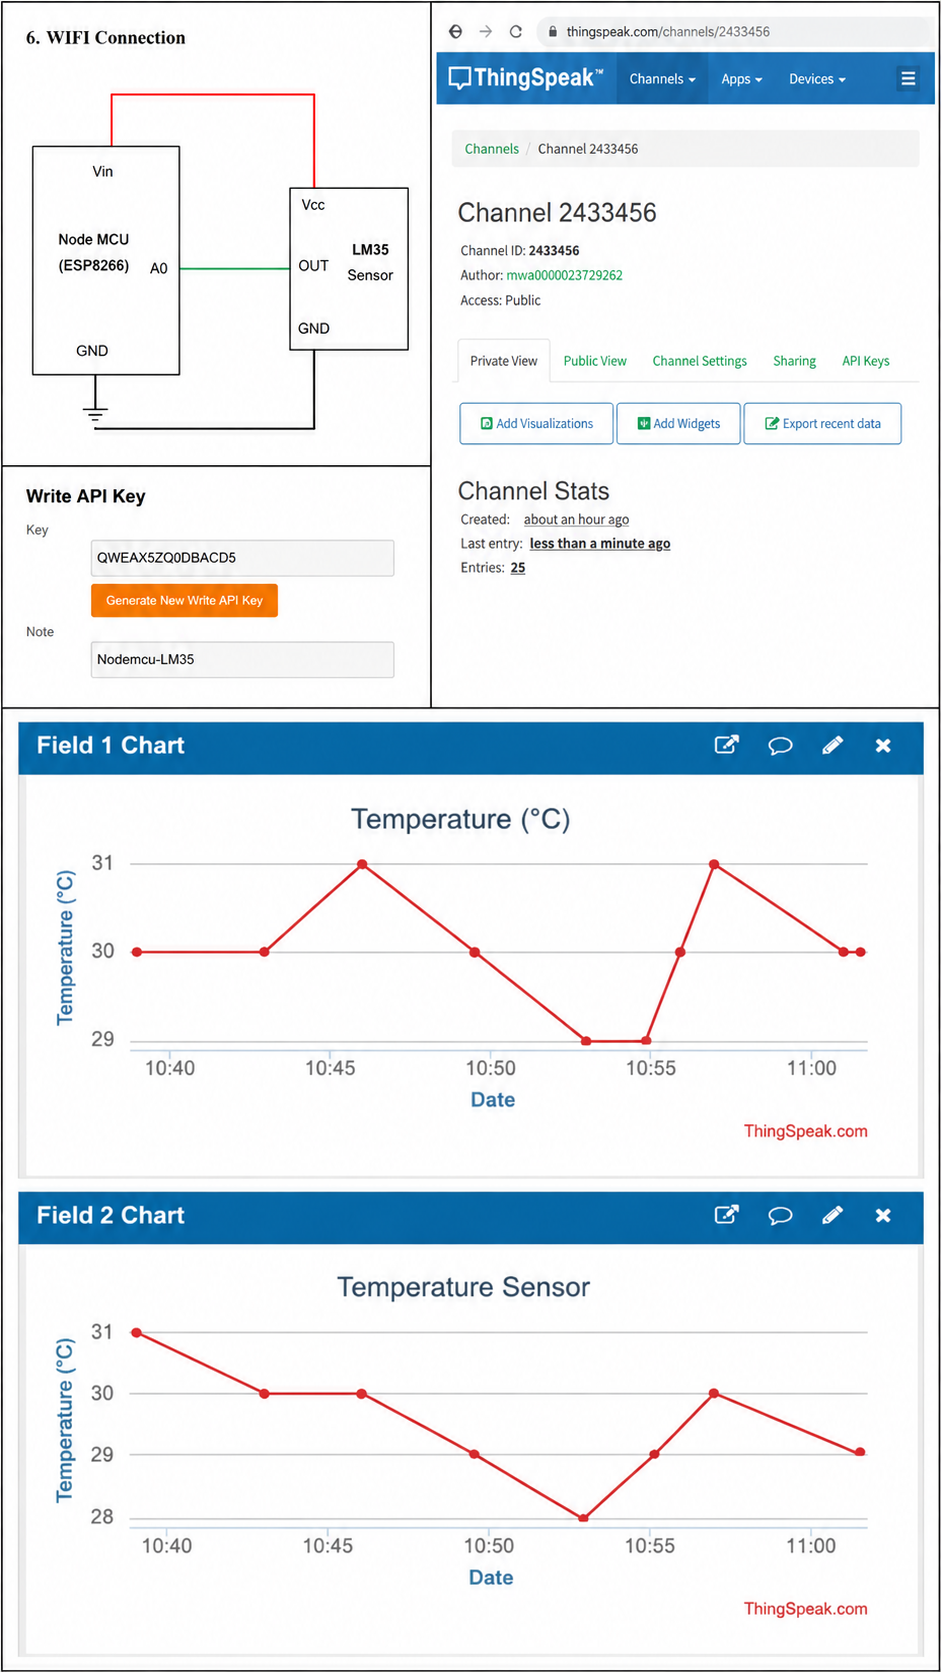 6. WIFI Connection
Vin
Node MCU
(ESP8266)
A0
GND
Vcc
LM35
OUT
Sensor
GND
Write API Key
Key
QWEAX5ZQ0DBACD5
Generate New Write API Key
Note
Nodemcu-LM35
thingspeak.com/channels/2433456
ThingSpeak™
Channels
Apps
Devices
Channels / Channel 2433456
Channel 2433456
Channel ID: 2433456
Author: mwa0000023729262
Access: Public
Private View
Public View
Channel Settings
Sharing
API Keys
Add Visualizations
Add Widgets
Export recent data
Channel Stats
Created: about an hour ago
Last entry: less than a minute ago
Entries: 25
Field 1 Chart
Temperature (°C)
Temperature (°C)
31
30
29
10:40 10:45 10:50 10:55 11:00
Date
ThingSpeak.com
Field 2 Chart
Temperature Sensor
Temperature (°C)
31
30
29
28
10:40 10:45 10:50 10:55 11:00
Date
ThingSpeak.com